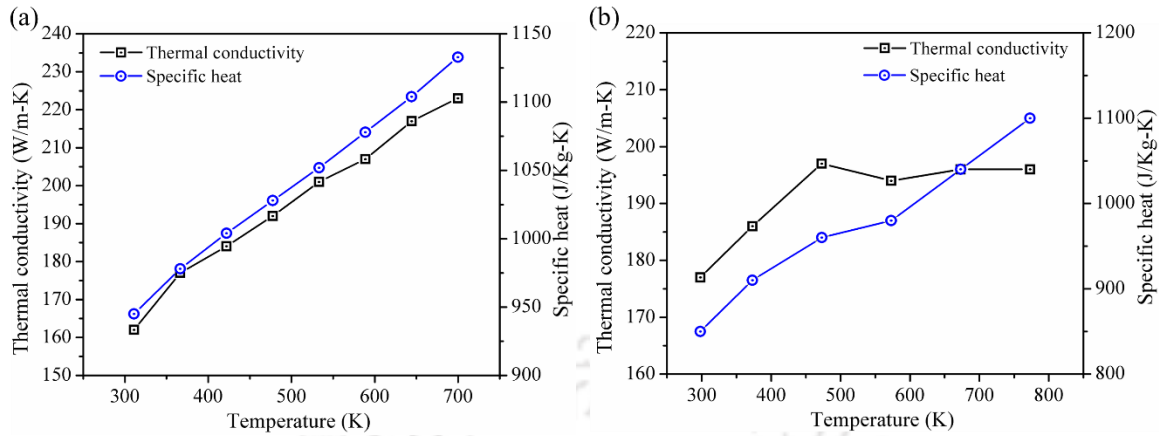 (a)
Thermal conductivity
Specific heat
Thermal conductivity (W/m-K)
240
230
220
210
200
190
180
170
160
150
1150
1100
1050
1000
950
900
Specific heat (J/Kg-K)
300 400 500 600 700
Temperature (K)
(b)
Thermal conductivity
Specific heat
Thermal conductivity (W/m-K)
220
210
200
190
180
170
160
1200
1100
1000
900
800
Specific heat (J/Kg-K)
300 400 500 600 700 800
Temperature (K)